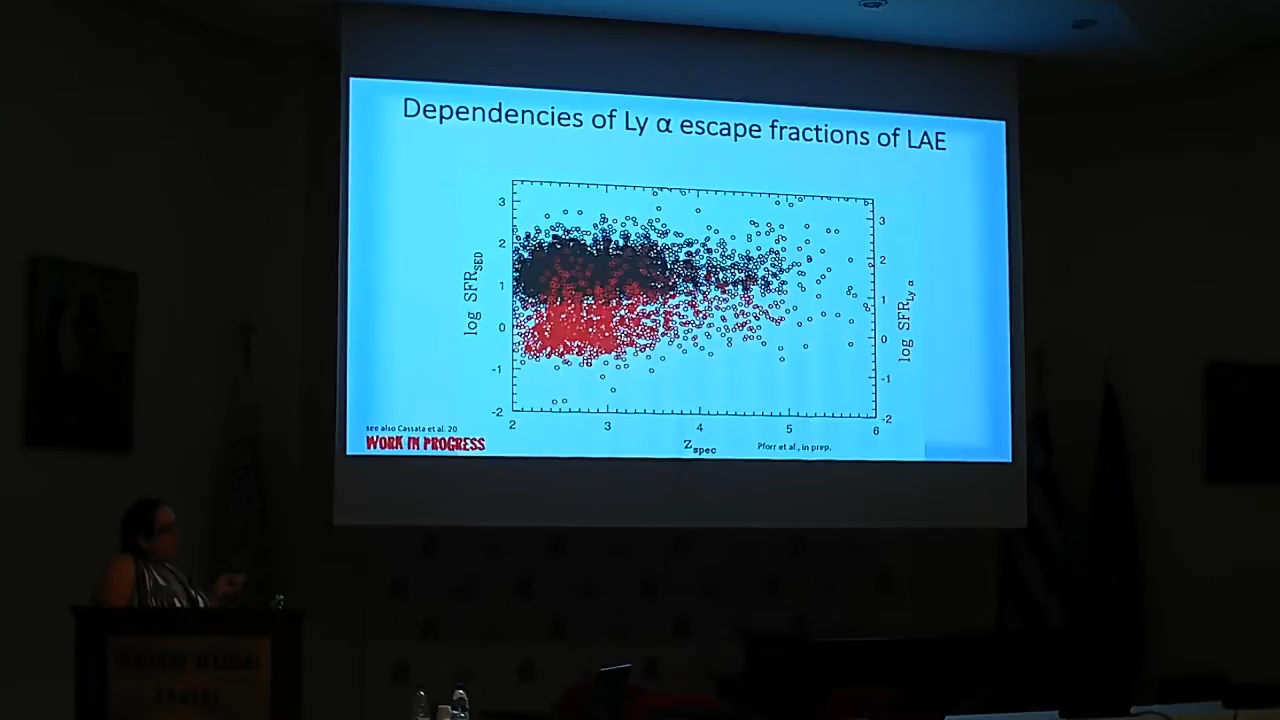 Dependencies of Ly α escape fractions of LAE
3
2
1
0
-1
-2
log SFR_SED
3
2
1
0
-1
-2
log SFR_Ly α
2 3 4 5 6
z_spec
see also Cassata et al. 20
WORK IN PROGRESS
Pforr et al., in prep.